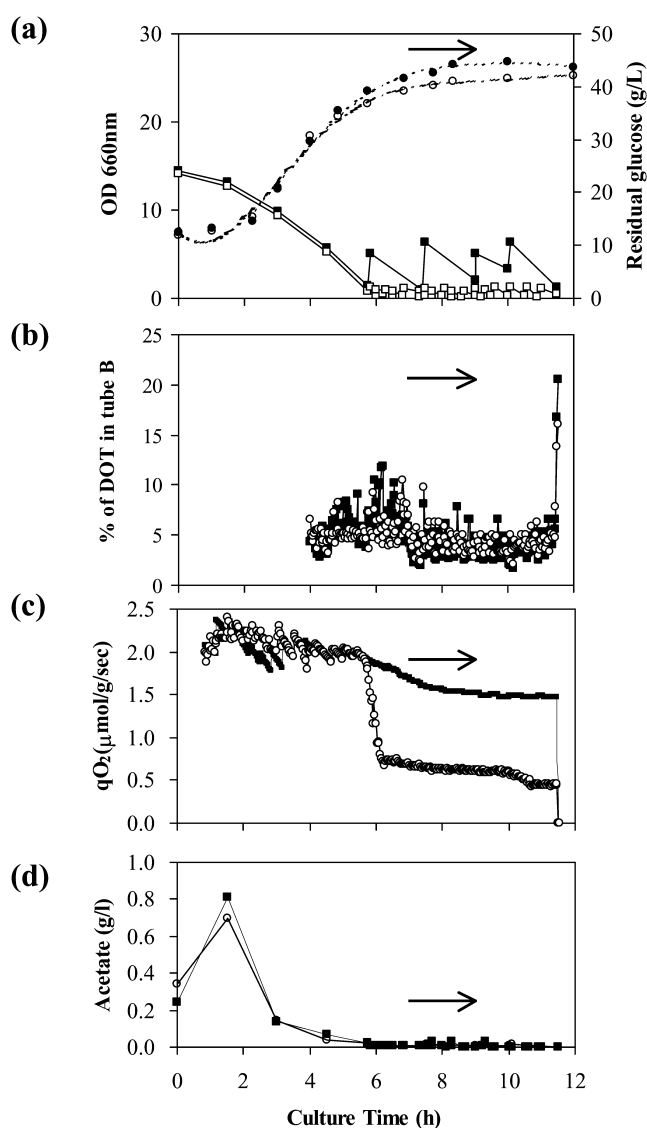 (a)
30
20
10
0
OD 660nm
50
40
30
20
10
0
Residual glucose (g/L)
(b)
25
20
15
10
5
0
% of DOT in tube B
(c)
2.5
2.0
1.5
1.0
0.5
0.0
qO₂(μmol/g/sec)
(d)
1.0
0.8
0.6
0.4
0.2
0.0
Acetate (g/l)
0 2 4 6 8 10 12
Culture Time (h)